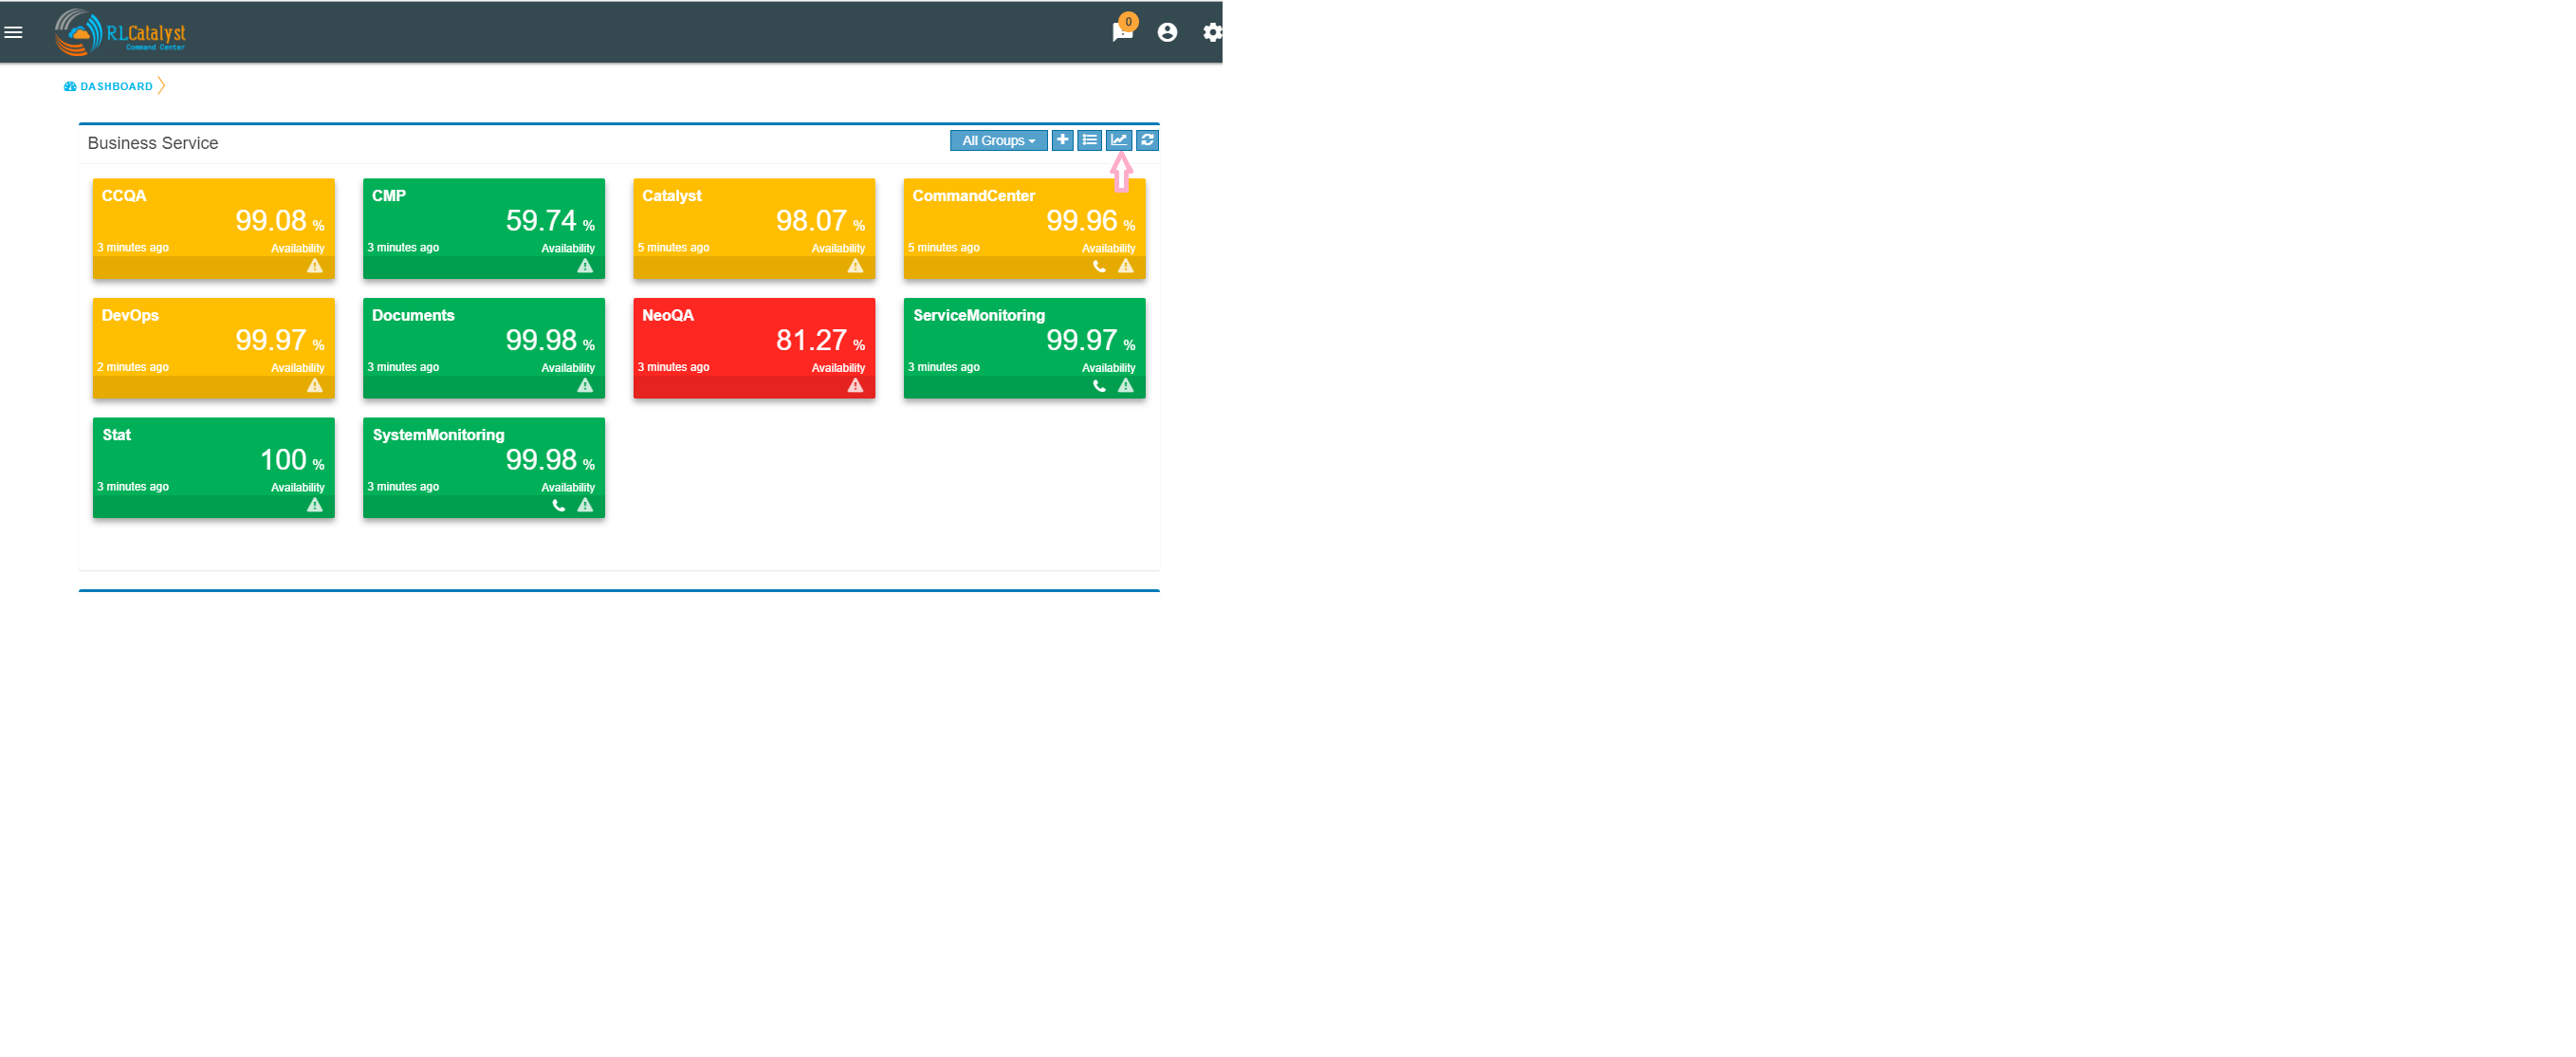 0
RLCatalyst
Command Center
DASHBOARD
Business Service
All Groups
CCQA
99.08 %
3 minutes ago Availability
CMP
59.74 %
3 minutes ago Availability
Catalyst
98.07 %
5 minutes ago Availability
CommandCenter
99.96 %
5 minutes ago Availability
DevOps
99.97 %
2 minutes ago Availability
Documents
99.98 %
3 minutes ago Availability
NeoQA
81.27 %
3 minutes ago Availability
ServiceMonitoring
99.97 %
3 minutes ago Availability
Stat
100 %
3 minutes ago Availability
SystemMonitoring
99.98 %
3 minutes ago Availability